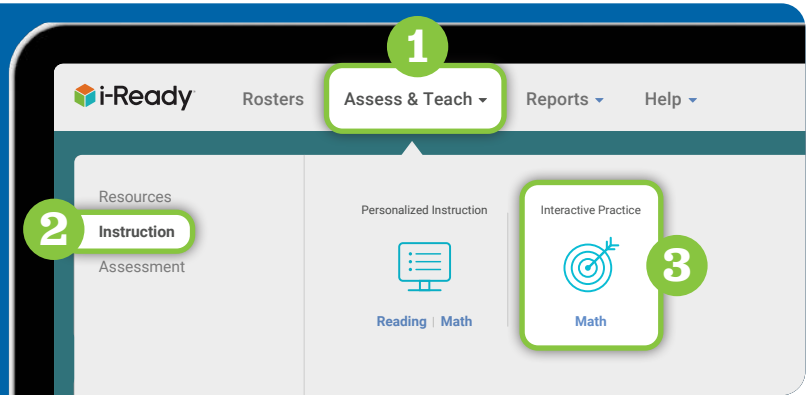 1
i-Ready Rosters Assess & Teach Reports Help
Resources
2 Instruction
Assessment
Personalized Instruction
Reading | Math
Interactive Practice
3
Math